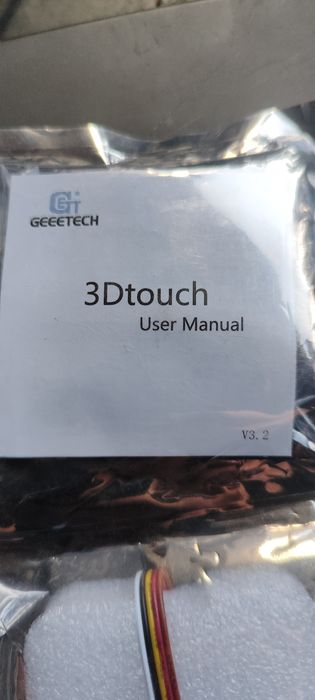 GEEETECH
3Dtouch
User Manual
V3.2